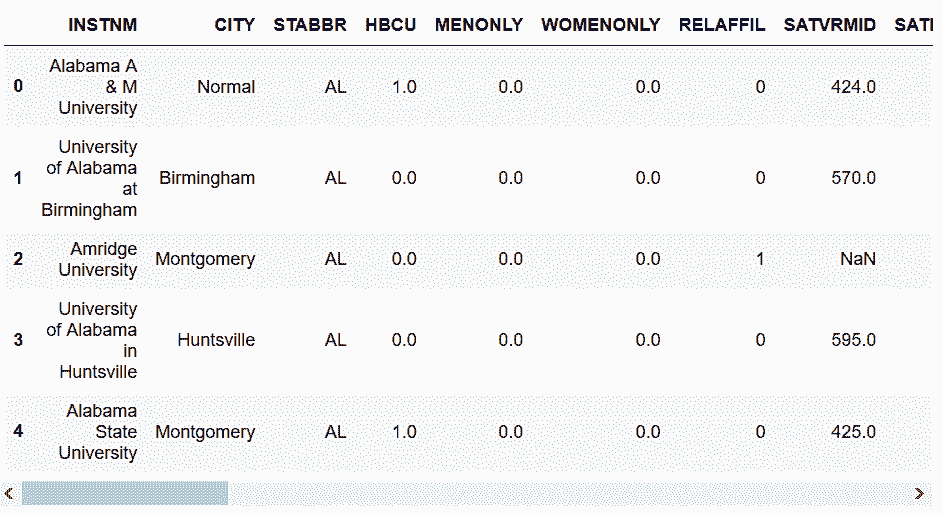 INSTNM CITY STABBR HBCU MENONLY WOMENONLY RELAFFIL SATVRMID
0 Alabama A & M University Normal AL 1.0 0.0 0.0 0 424.0
1 University of Alabama at Birmingham Birmingham AL 0.0 0.0 0.0 0 570.0
2 Amridge University Montgomery AL 0.0 0.0 0.0 1 NaN
3 University of Alabama in Huntsville Huntsville AL 0.0 0.0 0.0 0 595.0
4 Alabama State University Montgomery AL 1.0 0.0 0.0 0 425.0